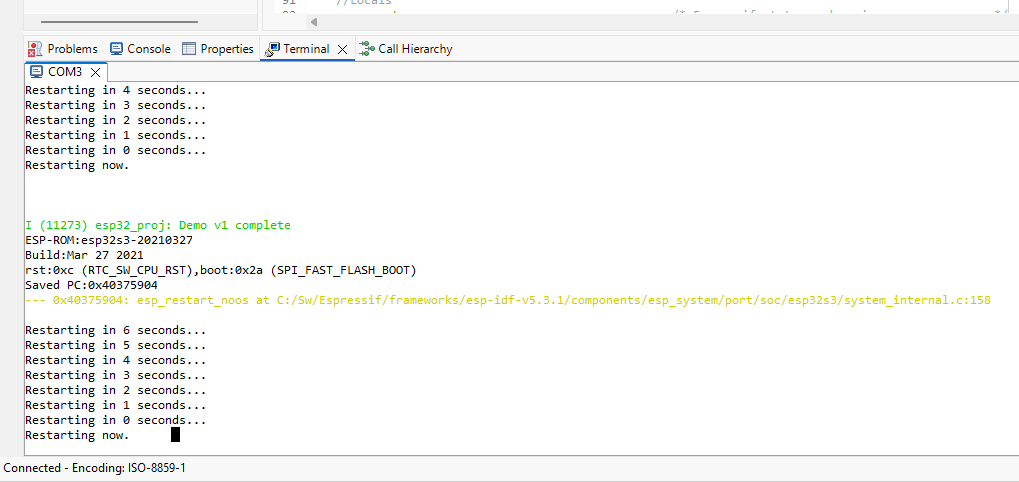 91 //Locals
Problems Console Properties Terminal Call Hierarchy
COM3
Restarting in 4 seconds...
Restarting in 3 seconds...
Restarting in 2 seconds...
Restarting in 1 seconds...
Restarting in 0 seconds...
Restarting now.
I (11273) esp32_proj: Demo v1 complete
ESP-ROM:esp32s3-20210327
Build:Mar 27 2021
rst:0xc (RTC_SW_CPU_RST),boot:0x2a (SPI_FAST_FLASH_BOOT)
Saved PC:0x40375904
--- 0x40375904: esp_restart_noos at C:/Sw/Espressif/frameworks/esp-idf-v5.3.1/components/esp_system/port/soc/esp32s3/system_internal.c:158
Restarting in 6 seconds...
Restarting in 5 seconds...
Restarting in 4 seconds...
Restarting in 3 seconds...
Restarting in 2 seconds...
Restarting in 1 seconds...
Restarting in 0 seconds...
Restarting now.
Connected - Encoding: ISO-8859-1